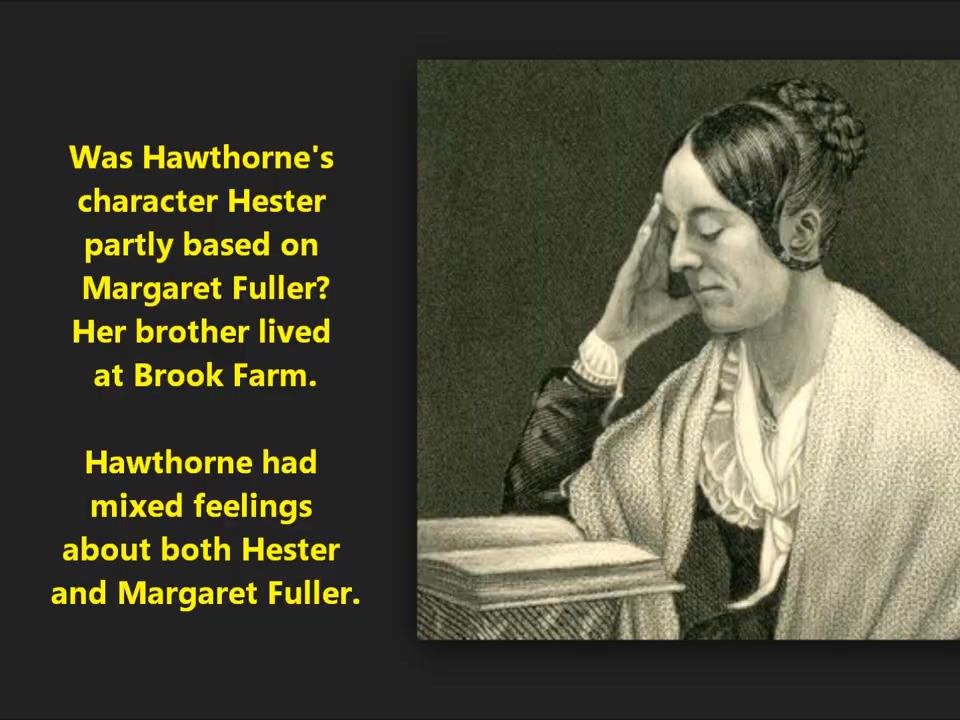 Was Hawthorne's
character Hester
partly based on
Margaret Fuller?
Her brother lived
at Brook Farm.
Hawthorne had
mixed feelings
about both Hester
and Margaret Fuller.